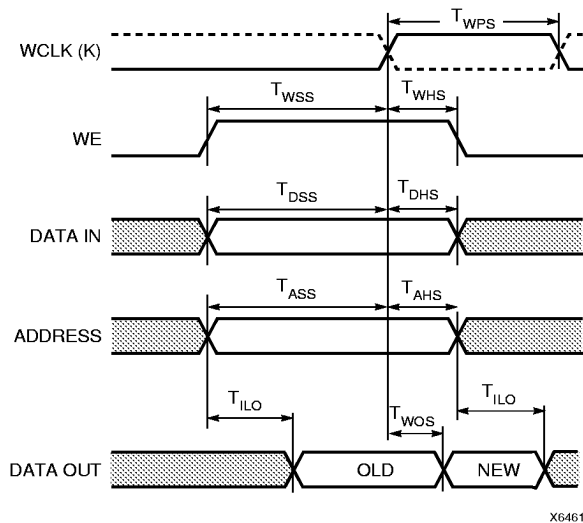 T_WPS
WCLK (K)
T_WSS T_WHS
WE
T_DSS T_DHS
DATA IN
T_ASS T_AHS
ADDRESS
T_ILO T_WOS T_ILO
DATA OUT OLD NEW
X6461